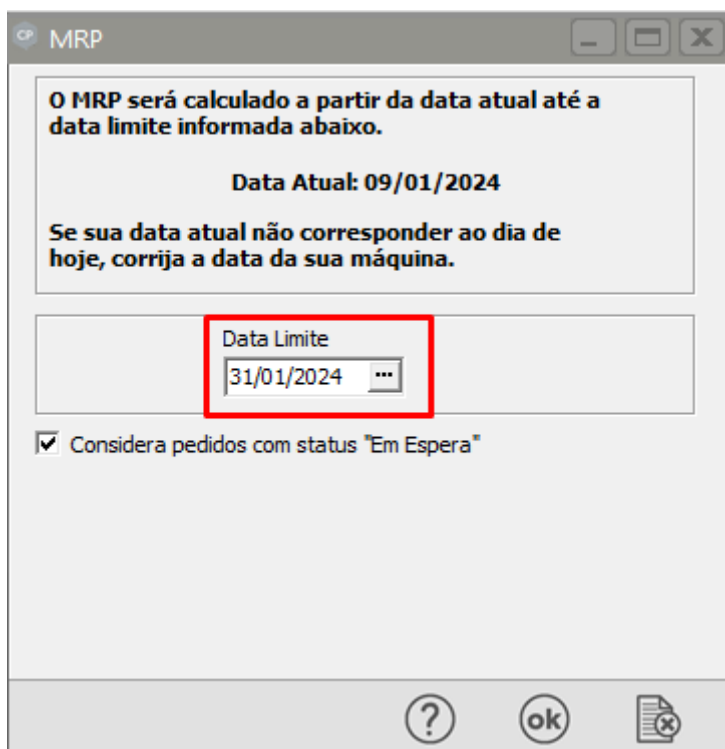 CP MRP
O MRP será calculado a partir da data atual até a
data limite informada abaixo.
Data Atual: 09/01/2024
Se sua data atual não corresponder ao dia de
hoje, corrija a data da sua máquina.
Data Limite
31/01/2024 ...
Considera pedidos com status "Em Espera"
? ok